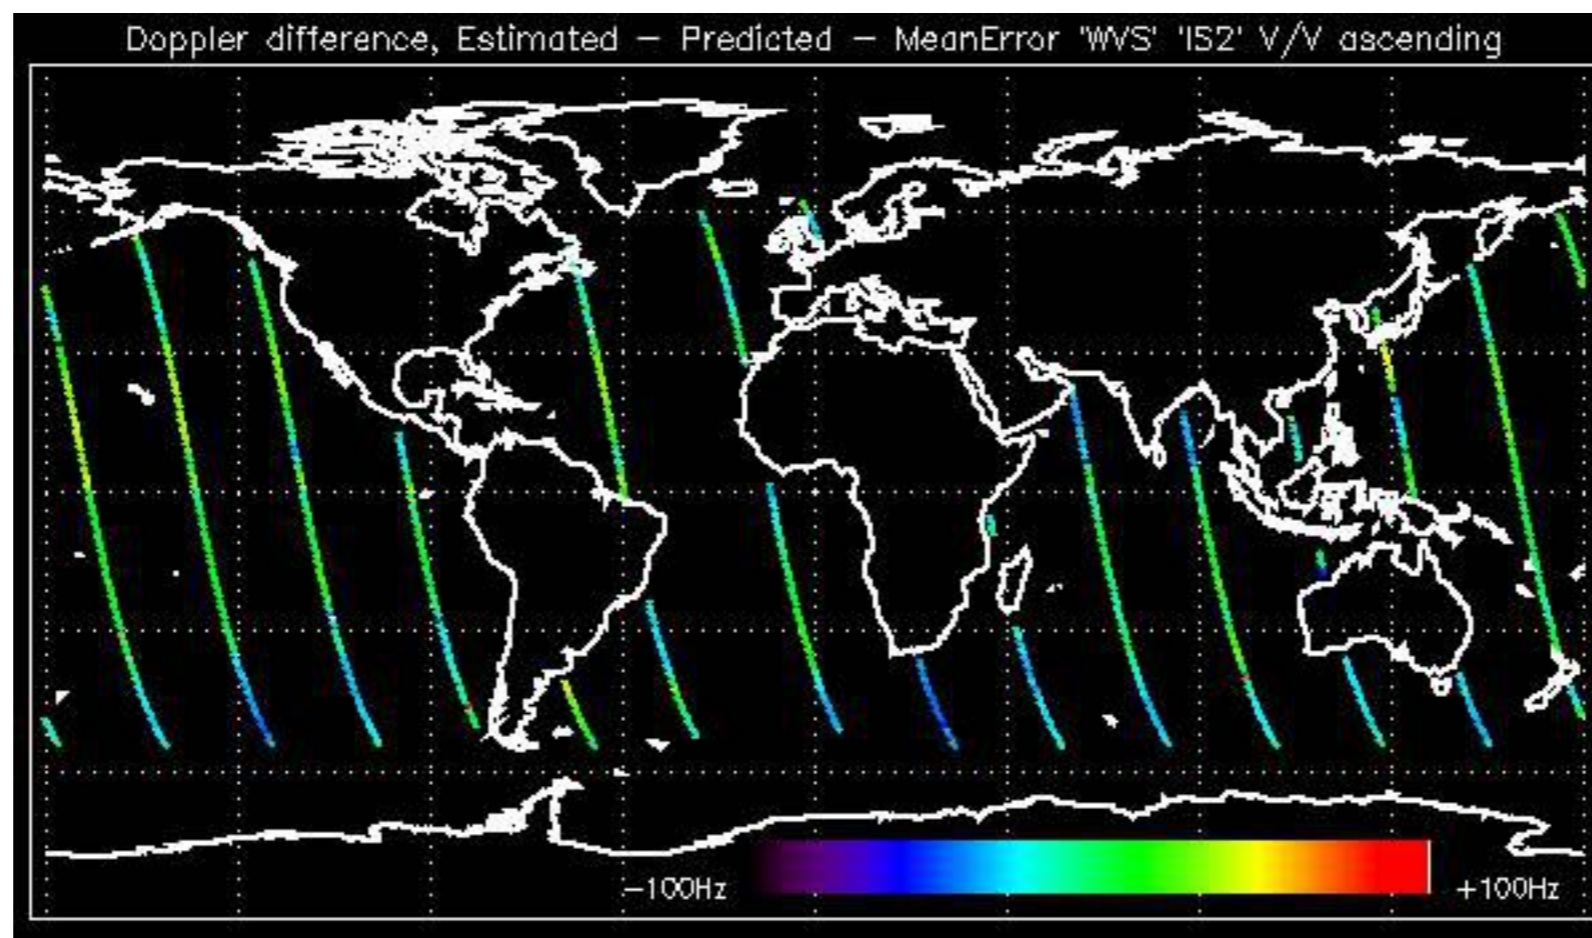 Doppler difference, Estimated – Predicted – MeanError 'WVS' 'IS2' V/V ascending
-100Hz +100Hz